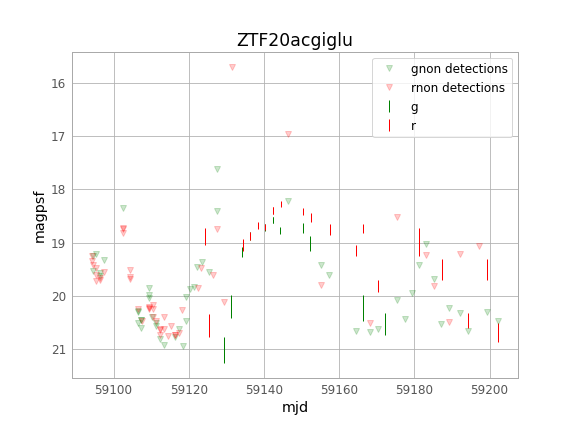 ZTF20acgiglu
gnon detections
rnon detections
g
r
magpsf
16
17
18
19
20
21
59100
59120
59140
59160
59180
59200
mjd